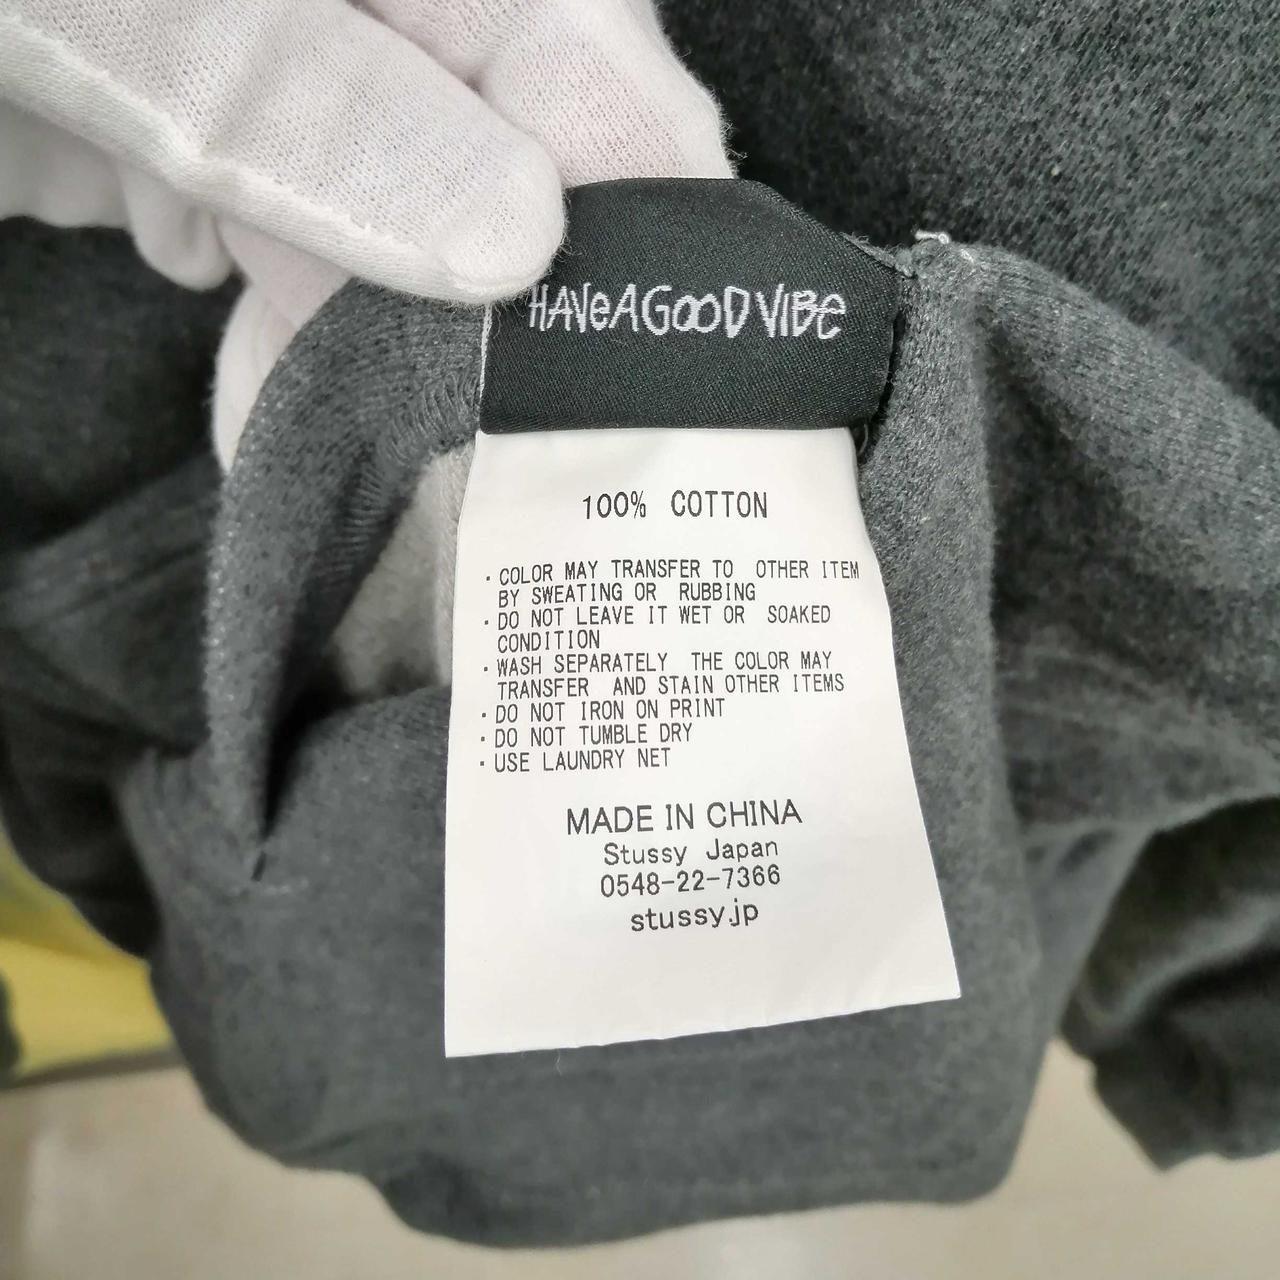 HAVeAGOODVIBe
100% COTTON
・COLOR MAY TRANSFER TO OTHER ITEM
BY SWEATING OR RUBBING
・DO NOT LEAVE IT WET OR SOAKED
CONDITION
・WASH SEPARATELY THE COLOR MAY
TRANSFER AND STAIN OTHER ITEMS
・DO NOT IRON ON PRINT
・DO NOT TUMBLE DRY
・USE LAUNDRY NET
MADE IN CHINA
Stussy Japan
0548-22-7366
stussy.jp